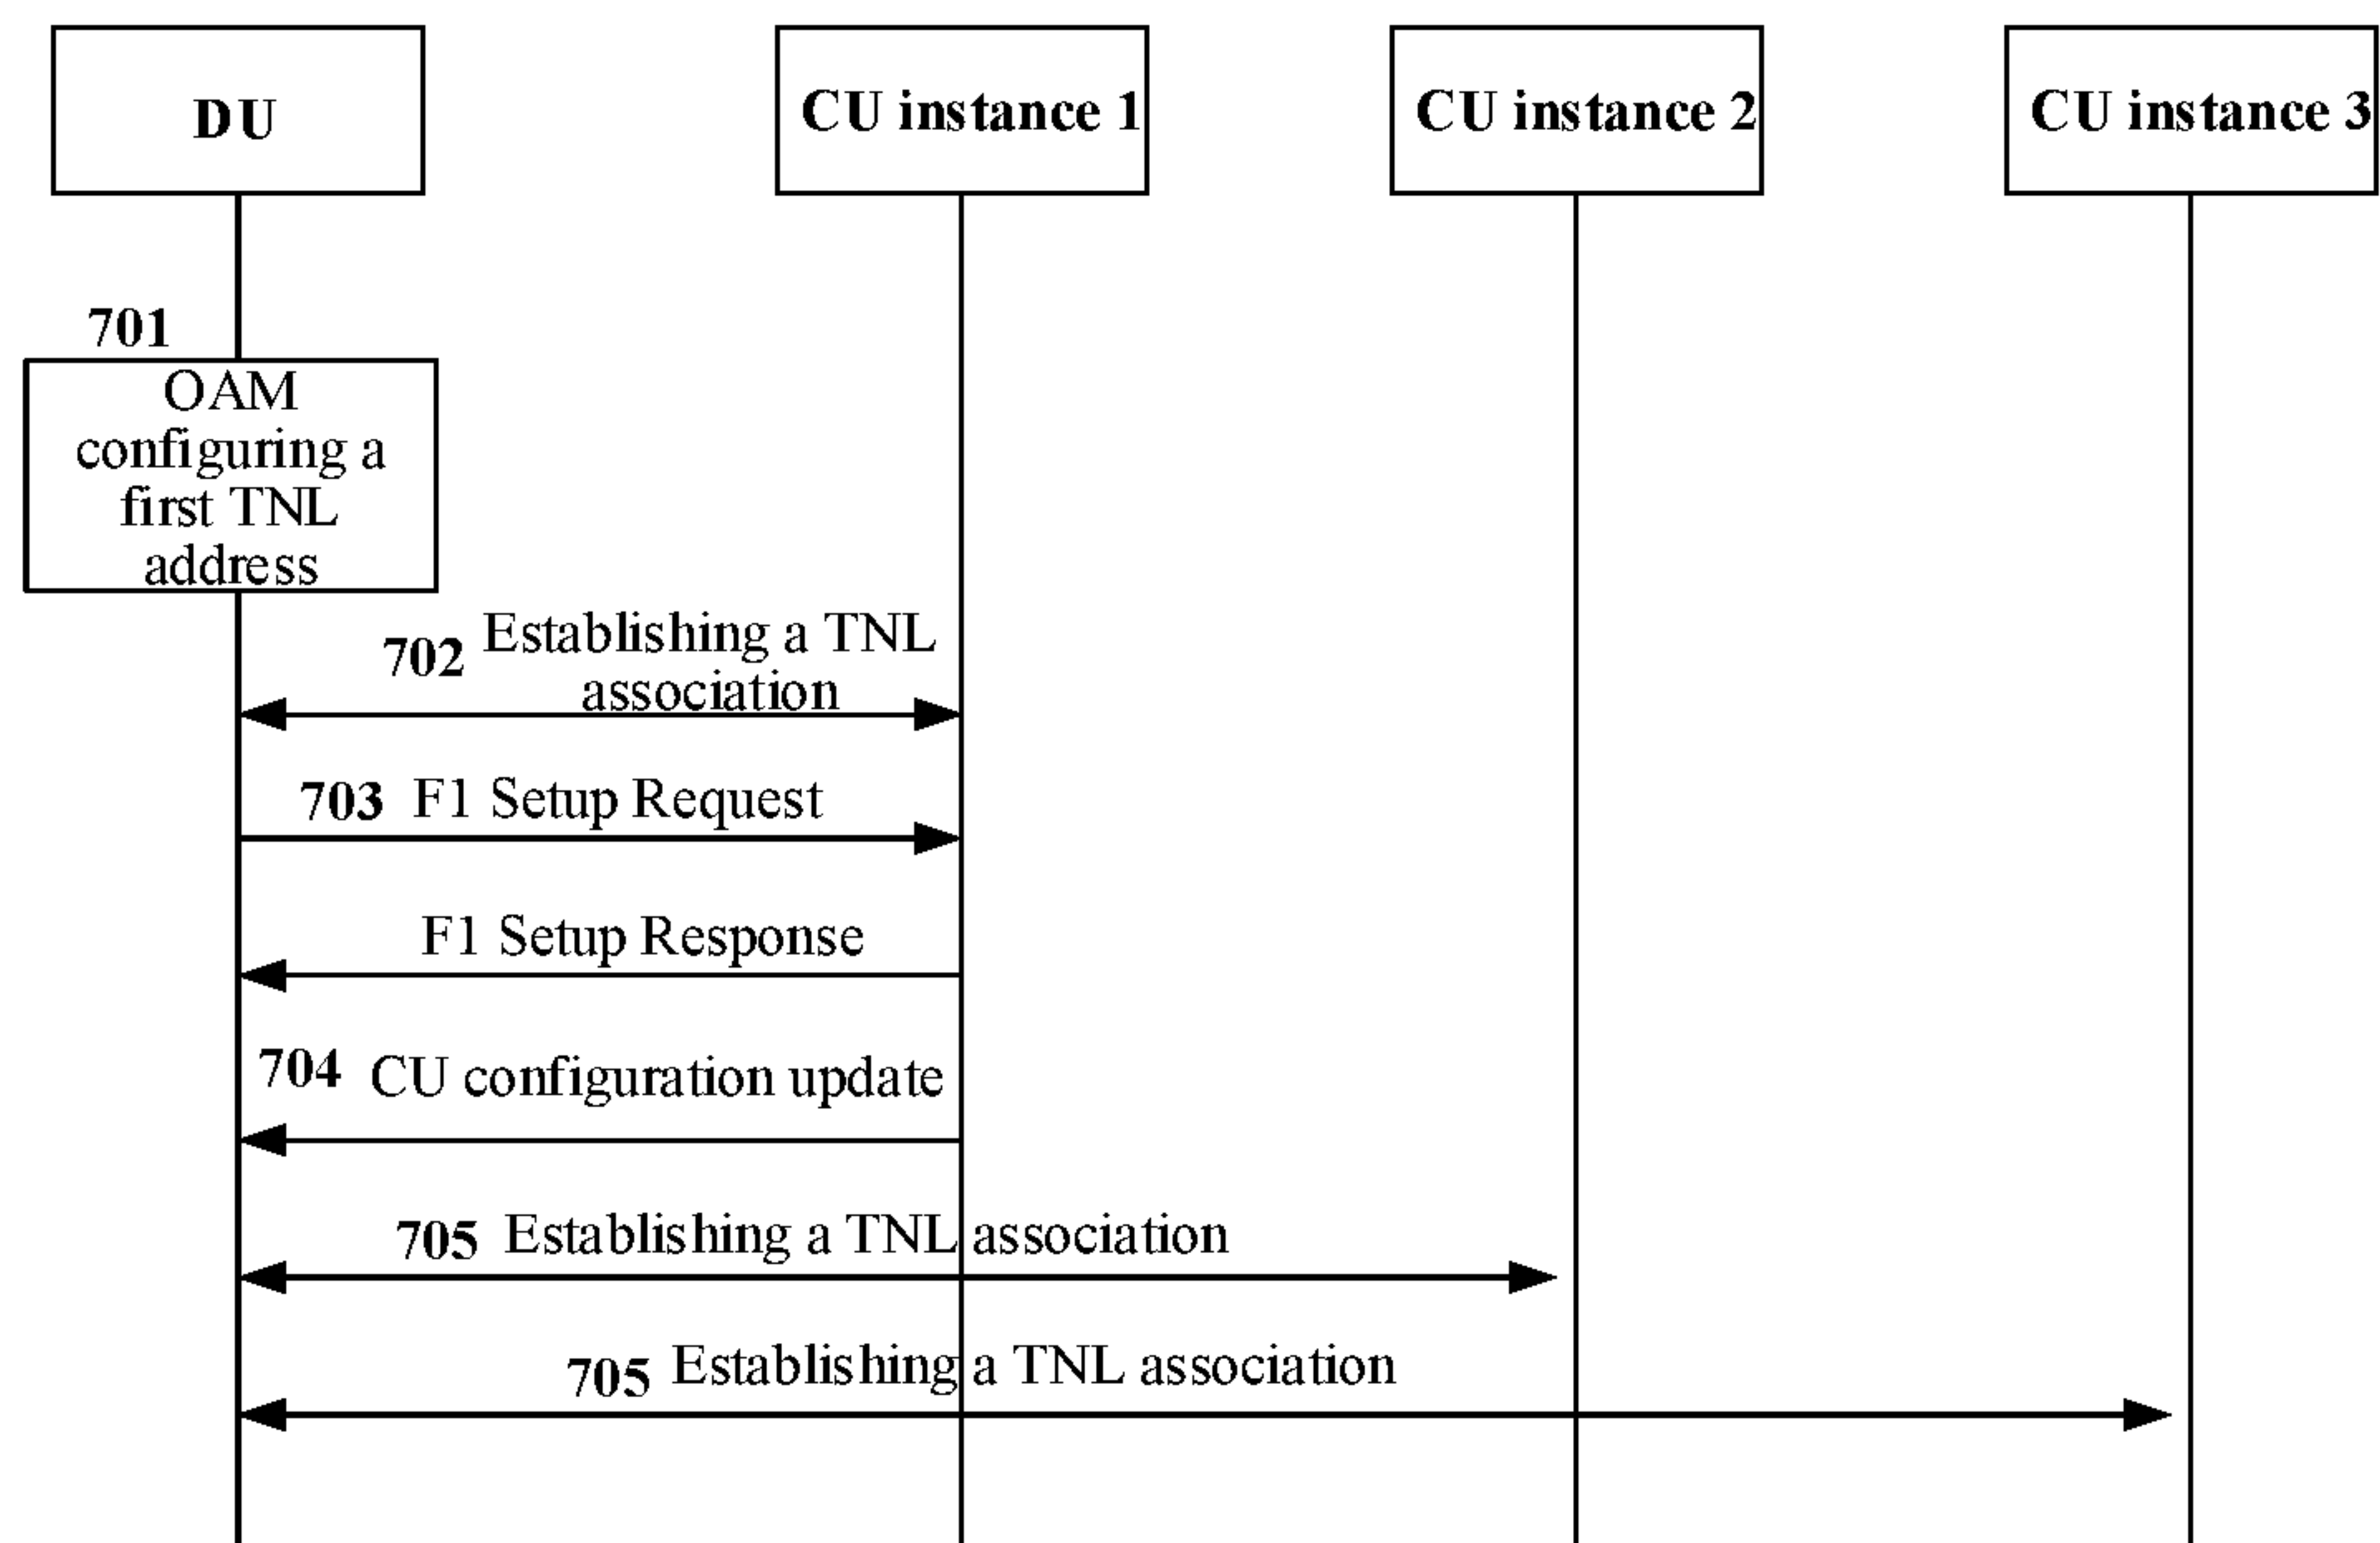 DU
CU instance 1
CU instance 2
CU instance 3
701
OAM
configuring a
first TNL
address
702 Establishing a TNL
association
703 F1 Setup Request
F1 Setup Response
704 CU configuration update
705 Establishing a TNL association
705 Establishing a TNL association